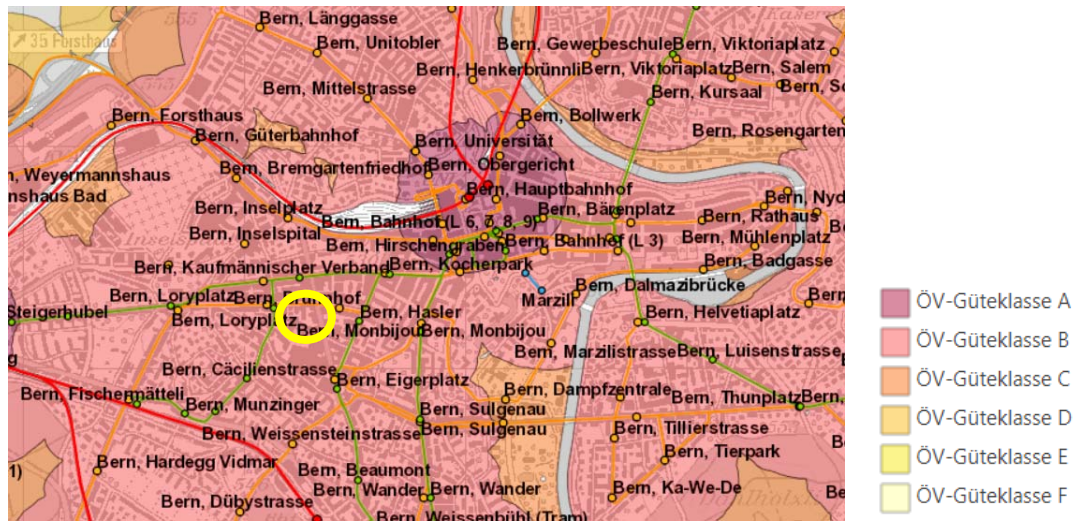 Bern, Länggasse
35 Forsthaus
Bern, Unitobler
Bern, Gewerbeschule
Bern, Viktoriaplatz
Bern, Henkerbrünnli
Bern, Viktoriaplatz
Bern, Salem
Bern, Mittelstrasse
Bern, Kursaal
Bern, Forsthaus
Bern, Bollwerk
Bern, Güterbahnhof
Bern, Universität
Bern, Rosengarten
Weyermannshaus
Bern, Bremgartenfriedhof
Bern, Obergericht
nshaus Bad
Bern, Hauptbahnhof
Bern, Inselplatz
Bern, Bahnhof (L 6, 7, 8, 9)
Bern, Bärenplatz
Bern, Rathaus
Bern, Inselspital
Bern, Hirschengraben
Bern, Bahnhof (L 3)
Bern, Mühlenplatz
Bern, Kaufmännischer Verband
Bern, Kocherpark
Bern, Badgasse
Bern, Loryplatz
Marzili
Bern, Dalmazibrücke
Steigerhubel
Bern, Loryplatz
Bern, Monbijou
Bern, Hasler
Bern, Monbijou
Bern, Helvetiaplatz
Bern, Marzilistrasse
Bern, Luisenstrasse
Bern, Cäcilienstrasse
Bern, Eigerplatz
Bern, Fischermätteli
Bern, Munzinger
Bern, Dampfzentrale
Bern, Thunplatz
Bern,
Bern, Sulgenau
Bern, Weissensteinstrasse
Bern, Sulgenau
Bern, Tillierstrasse
Bern, Hardegg Vidmar
Bern, Beaumont
Bern, Tierpark
Bern, Wander
Bern, Wander
Bern, Ka-We-De
Bern, Dübystrasse
Bern, Weissenbühl (Tram)
ÖV-Güteklasse A
ÖV-Güteklasse B
ÖV-Güteklasse C
ÖV-Güteklasse D
ÖV-Güteklasse E
ÖV-Güteklasse F